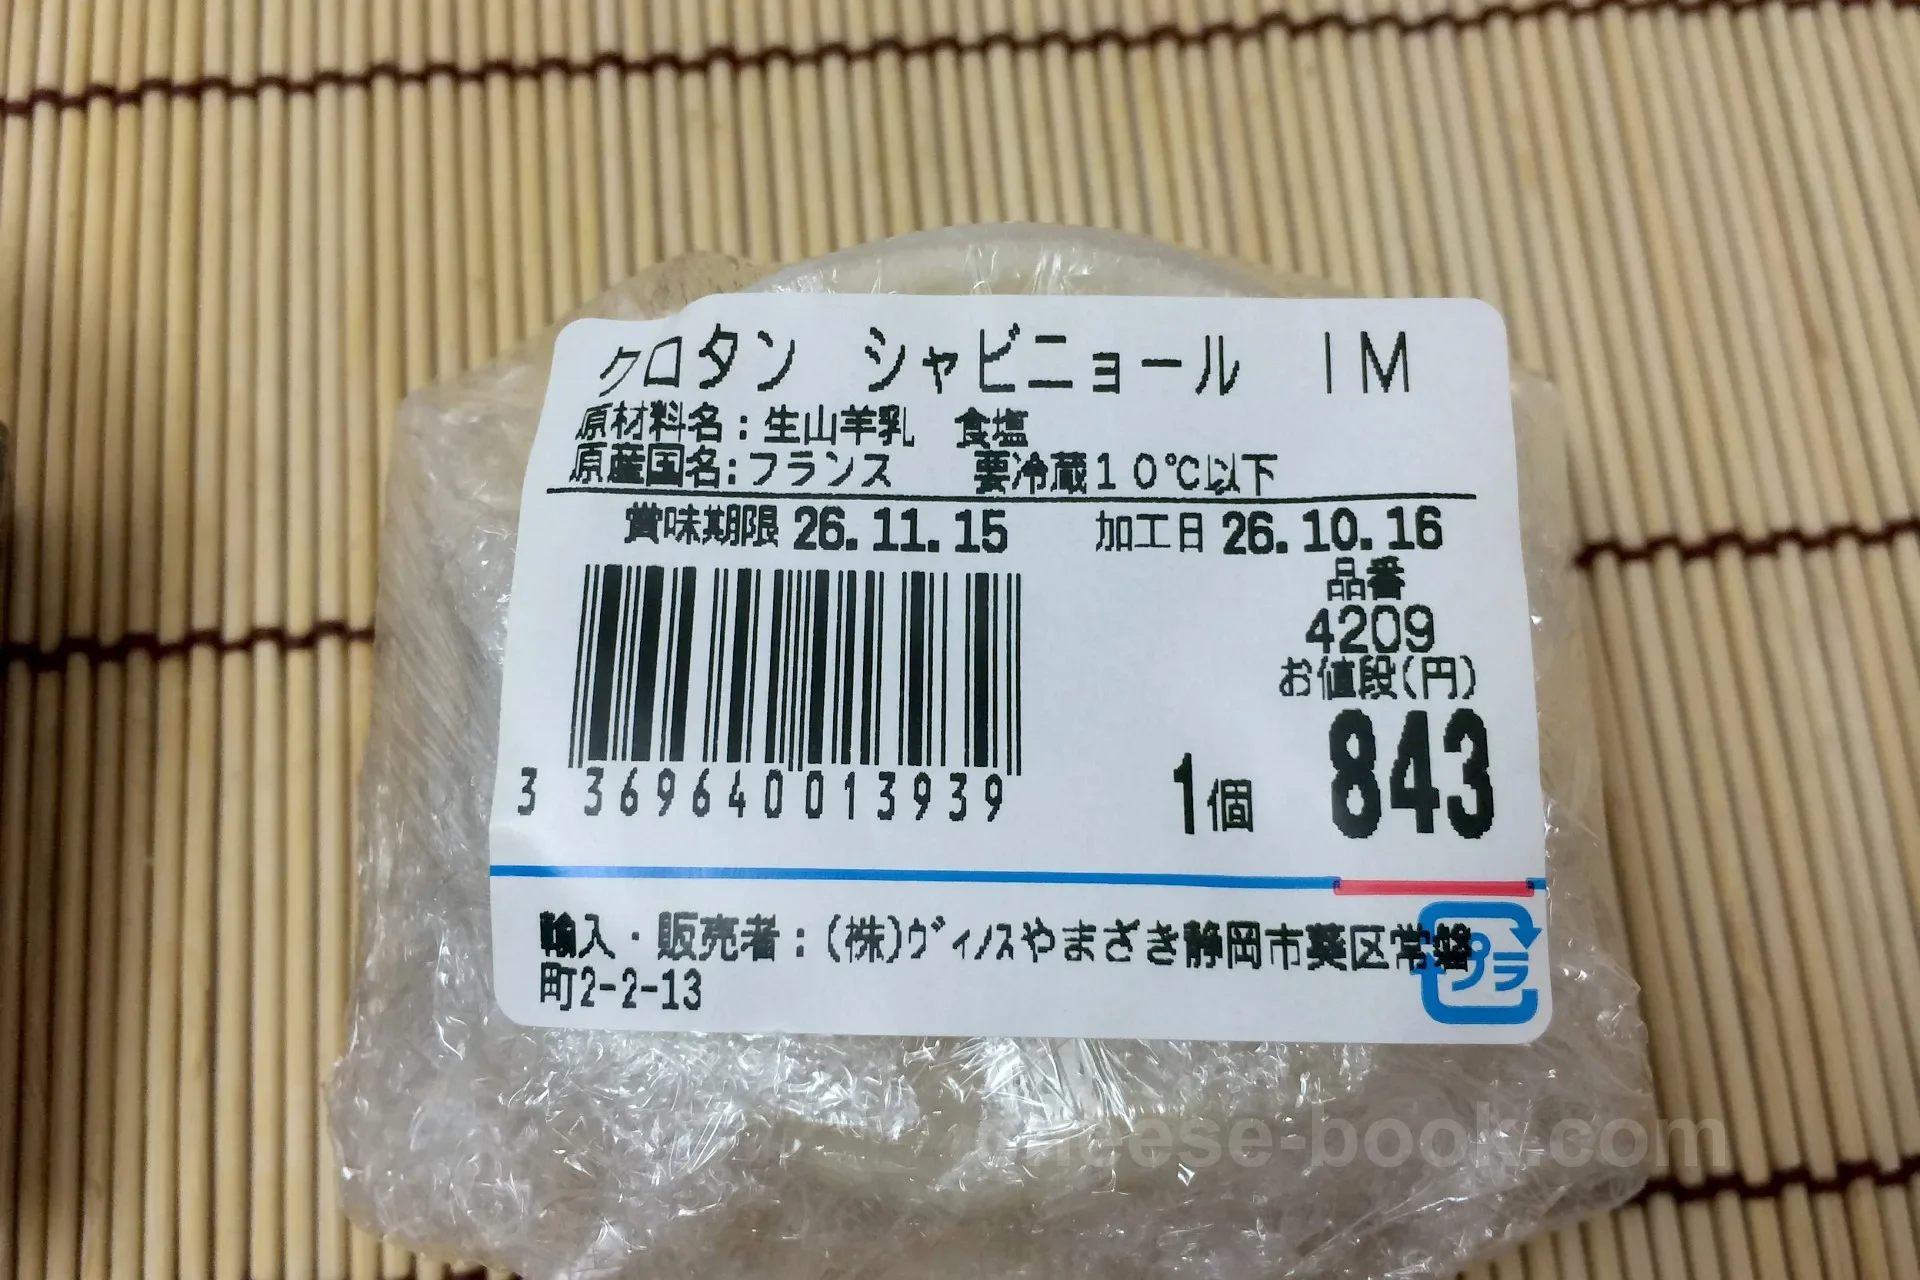 クロタン　シャビニョール　ＩＭ
原材料名：生山羊乳　食塩
原産国名：フランス　　要冷蔵１０℃以下
賞味期限 26.11.15　　加工日 26.10.16
品番
4209
お値段(円)
1個 843
3 369640013939
輸入・販売者：(株)ヴィノスやまざき静岡市葵区常盤
町2-2-13
プラ
cheese-book.com